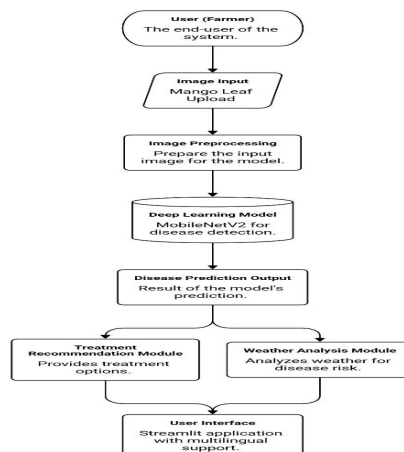 User (Farmer)
The end-user of the
system.
Image Input
Mango Leaf
Upload
Image Preprocessing
Prepare the input
image for the model.
Deep Learning Model
MobileNetV2 for
disease detection.
Disease Prediction Output
Result of the model's
prediction.
Treatment
Recommendation Module
Provides treatment
options.
Weather Analysis Module
Analyzes weather for
disease risk.
User Interface
Streamlit application
with multilingual
support.